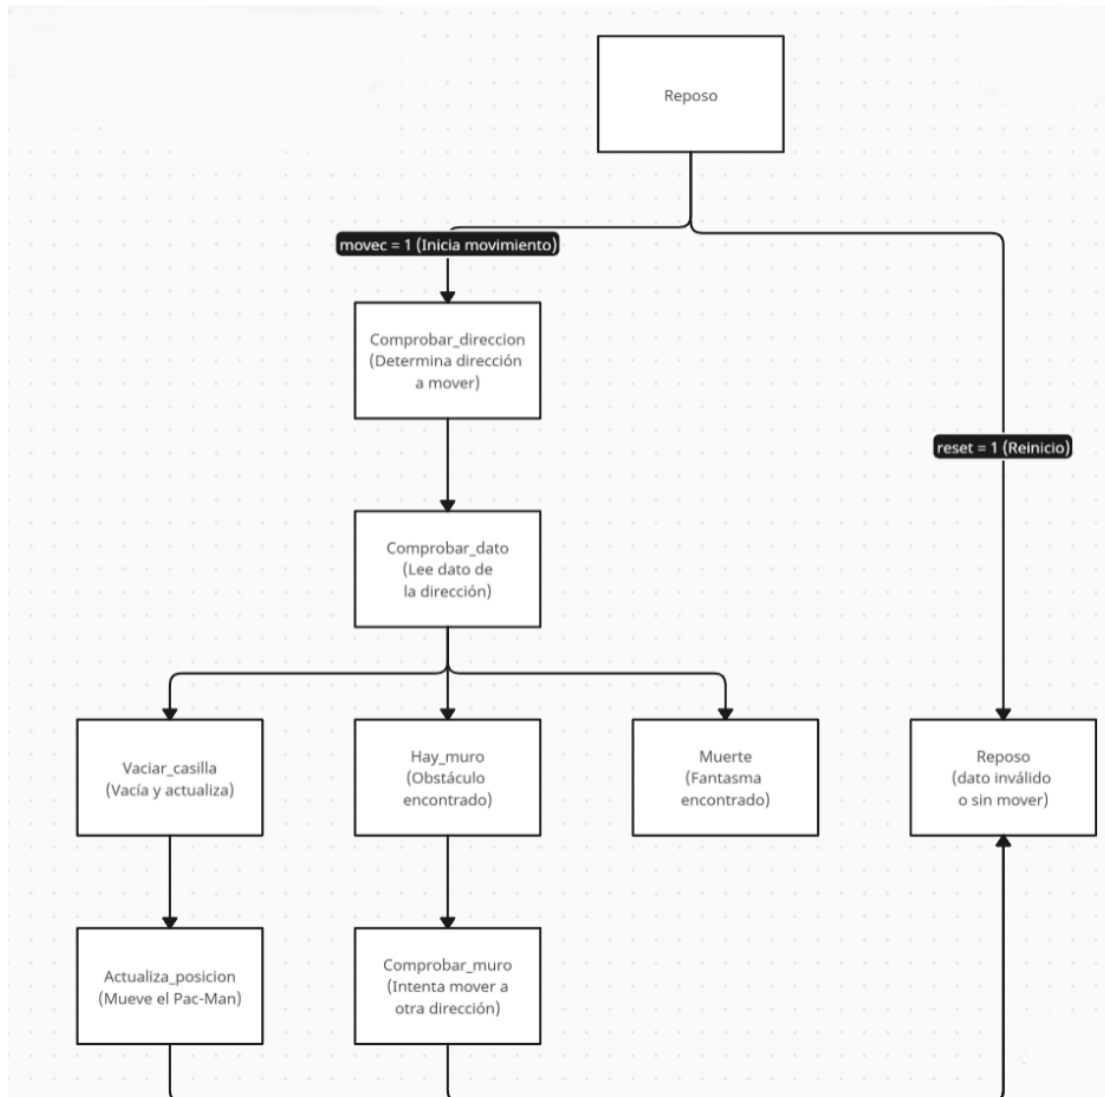 Reposo
movec = 1 (Inicia movimiento)
Comprobar_direccion
(Determina dirección
a mover)
reset = 1 (Reinicio)
Comprobar_dato
(Lee dato de
la dirección)
Vaciar_casilla
(Vacía y actualiza)
Hay_muro
(Obstáculo
encontrado)
Muerte
(Fantasma
encontrado)
Reposo
(dato inválido
o sin mover)
Actualiza_posicion
(Mueve el Pac-Man)
Comprobar_muro
(Intenta mover a
otra dirección)